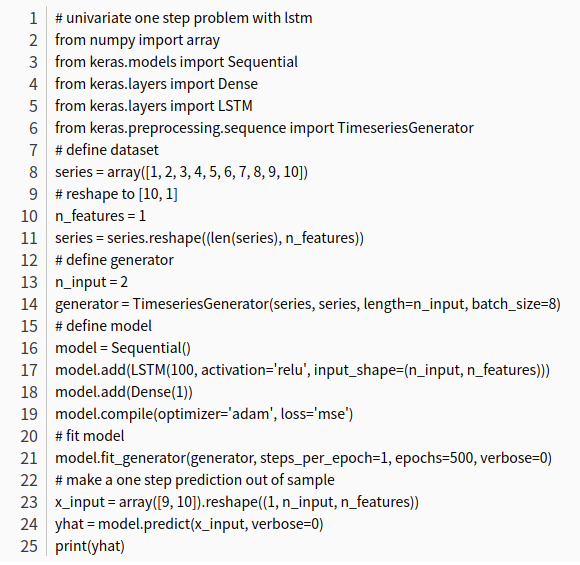 1 # univariate one step problem with lstm
2 from numpy import array
3 from keras.models import Sequential
4 from keras.layers import Dense
5 from keras.layers import LSTM
6 from keras.preprocessing.sequence import TimeseriesGenerator
7 # define dataset
8 series = array([1, 2, 3, 4, 5, 6, 7, 8, 9, 10])
9 # reshape to [10, 1]
10 n_features = 1
11 series = series.reshape((len(series), n_features))
12 # define generator
13 n_input = 2
14 generator = TimeseriesGenerator(series, series, length=n_input, batch_size=8)
15 # define model
16 model = Sequential()
17 model.add(LSTM(100, activation='relu', input_shape=(n_input, n_features)))
18 model.add(Dense(1))
19 model.compile(optimizer='adam', loss='mse')
20 # fit model
21 model.fit_generator(generator, steps_per_epoch=1, epochs=500, verbose=0)
22 # make a one step prediction out of sample
23 x_input = array([9, 10]).reshape((1, n_input, n_features))
24 yhat = model.predict(x_input, verbose=0)
25 print(yhat)